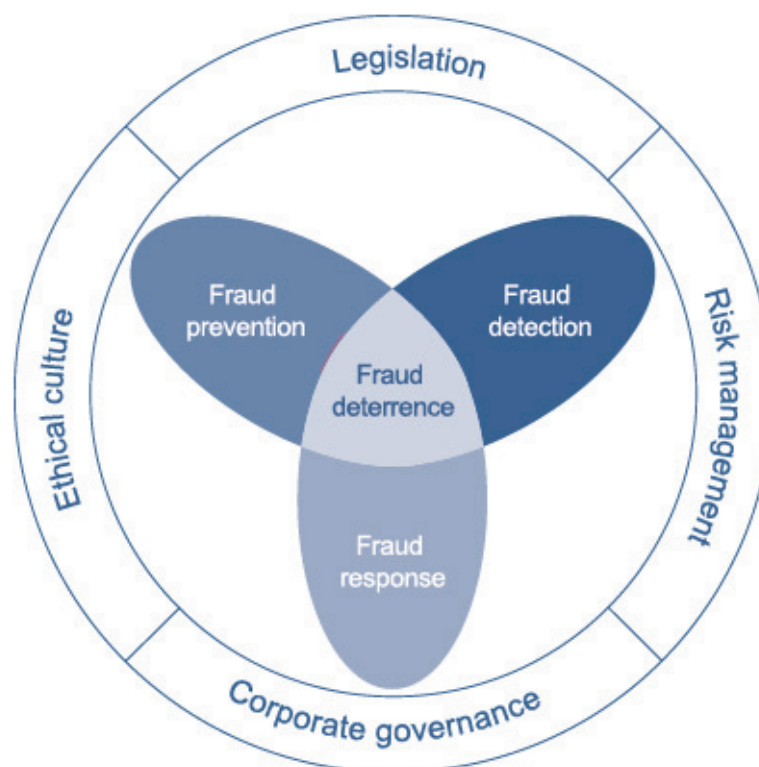 Legislation
Fraud
prevention
Fraud
detection
Fraud
deterrence
Ethical culture
Risk management
Fraud
response
Corporate governance